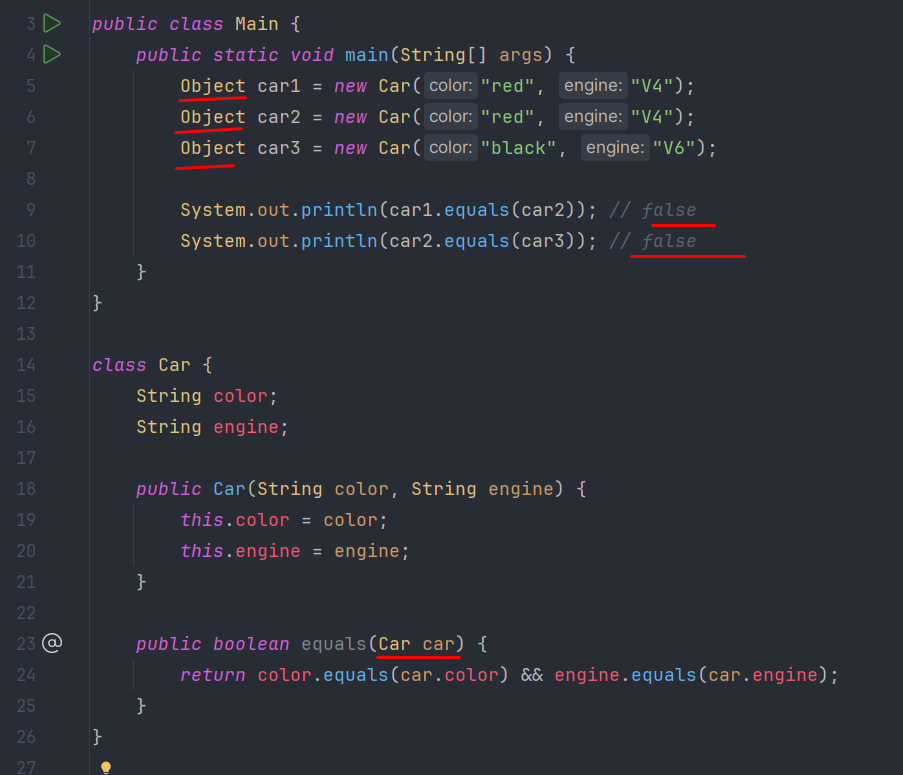 3 public class Main {
4 public static void main(String[] args) {
5 Object car1 = new Car( color: "red", engine: "V4");
6 Object car2 = new Car( color: "red", engine: "V4");
7 Object car3 = new Car( color: "black", engine: "V6");
8
9 System.out.println(car1.equals(car2)); // false
10 System.out.println(car2.equals(car3)); // false
11 }
12 }
13
14 class Car {
15 String color;
16 String engine;
17
18 public Car(String color, String engine) {
19 this.color = color;
20 this.engine = engine;
21 }
22
23 @ public boolean equals(Car car) {
24 return color.equals(car.color) && engine.equals(car.engine);
25 }
26 }
27